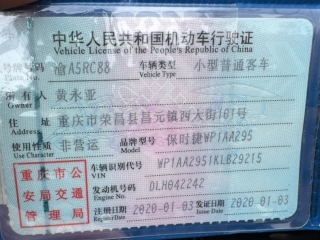 中华人民共和国机动车行驶证
Vehicle License of the People's Republic of China
号牌号码 渝A5RC88 车辆类型 小型普通客车
Plate No. Vehicle Type
所有人 黄永亚
Owner
住址 重庆市荣昌县昌元镇西大街101号
Address
使用性质 非营运 品牌型号 保时捷WP1AA295
Use Character Model
车辆识别代号 WP1AA2951KLB29215
VIN
发动机号码 DLH042242
Engine No.
注册日期 2020-01-03 发证日期 2020-01-03
Register Date Issue Date
重庆市公
安局交通
管理局